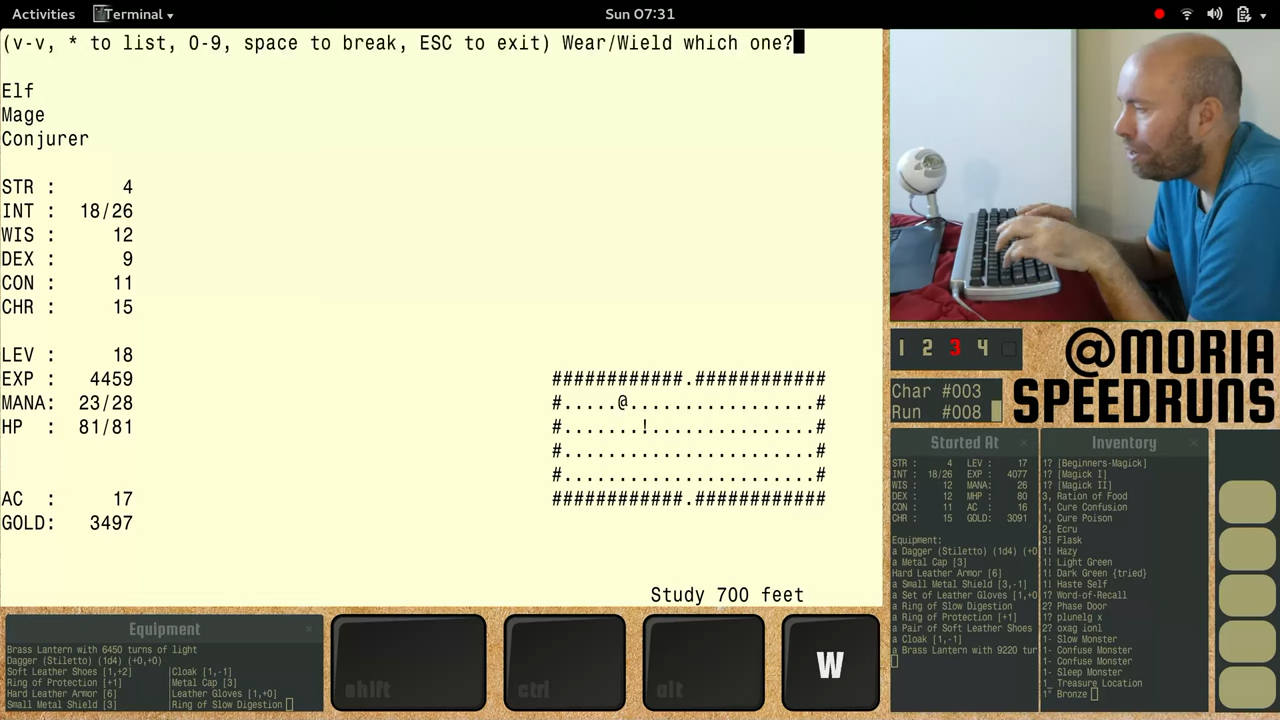 Activities Terminal Sun 07:31
(v-v, * to list, 0-9, space to break, ESC to exit) Wear/Wield which one?
Elf
Mage
Conjurer
STR : 4
INT : 18/26
WIS : 12
DEX : 9
CON : 11
CHR : 15
LEV : 18
EXP : 4459
MANA: 23/28
HP : 81/81
AC : 17
GOLD: 3497
############.############
#.....@.................#
#.......!...............#
#.......................#
#.......................#
############.############
Study 700 feet
1 2 3 4
@MORIA
SPEEDRUNS
Char #003
Run #008
Started At
STR : 4 LEV : 17
INT : 18/26 EXP : 4077
WIS : 12 MANA: 26
DEX : 12 MHP : 80
CON : 11 AC : 16
CHR : 15 GOLD: 3091
Equipment:
a Dagger (Stiletto) (1d4) (+0
a Metal Cap [3]
Hard Leather Armor [6]
a Small Metal Shield [3,-1]
a Set of Leather Gloves [1,+0
a Ring of Slow Digestion
a Ring of Protection [+1]
a Pair of Soft Leather Shoes
a Cloak [1,-1]
a Brass Lantern with 9220 tur
Inventory
1? [Beginners-Magick]
1? [Magick I]
1? [Magick II]
3, Ration of Food
1, Cure Confusion
1, Cure Poison
2, Ecru
3! Flask
1! Hazy
1! Light Green
1! Dark Green {tried}
1! Haste Self
1? Word-of-Recall
2? Phase Door
1? plunelg x
2? oxag ionl
1- Slow Monster
1- Confuse Monster
1- Confuse Monster
1- Sleep Monster
1_ Treasure Location
1" Bronze
Equipment
Brass Lantern with 6450 turns of light
Dagger (Stiletto) (1d4) (+0,+0)
Soft Leather Shoes [1,+2] |Cloak [1,-1]
Ring of Protection [+1] |Metal Cap [3]
Hard Leather Armor [6] |Leather Gloves [1,+0]
Small Metal Shield [3] |Ring of Slow Digestion
shift ctrl alt W